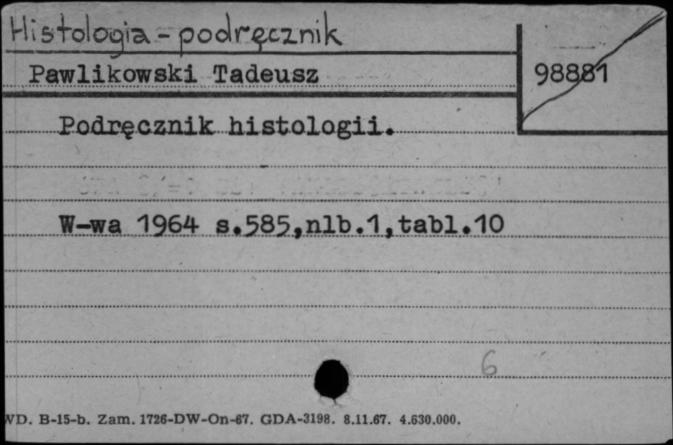 Histologia - podręcznik
Pawlikowski Tadeusz
98881
Podręcznik histologii.
W-wa 1964 s.585,nlb.1,tabl.10
6
WD. B-15-b. Zam. 1726-DW-On-67. GDA-3198. 8.11.67. 4.630.000.